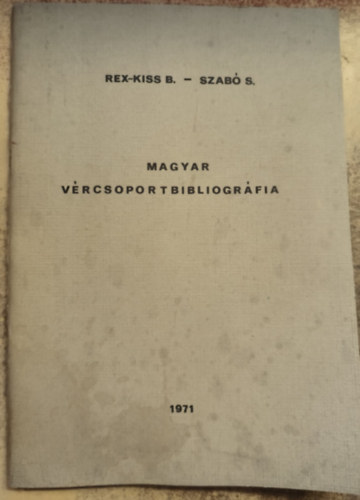 REX-KISS B. – SZABÓ S.
MAGYAR
VÉRCSOPORTBIBLIOGRÁFIA
1971